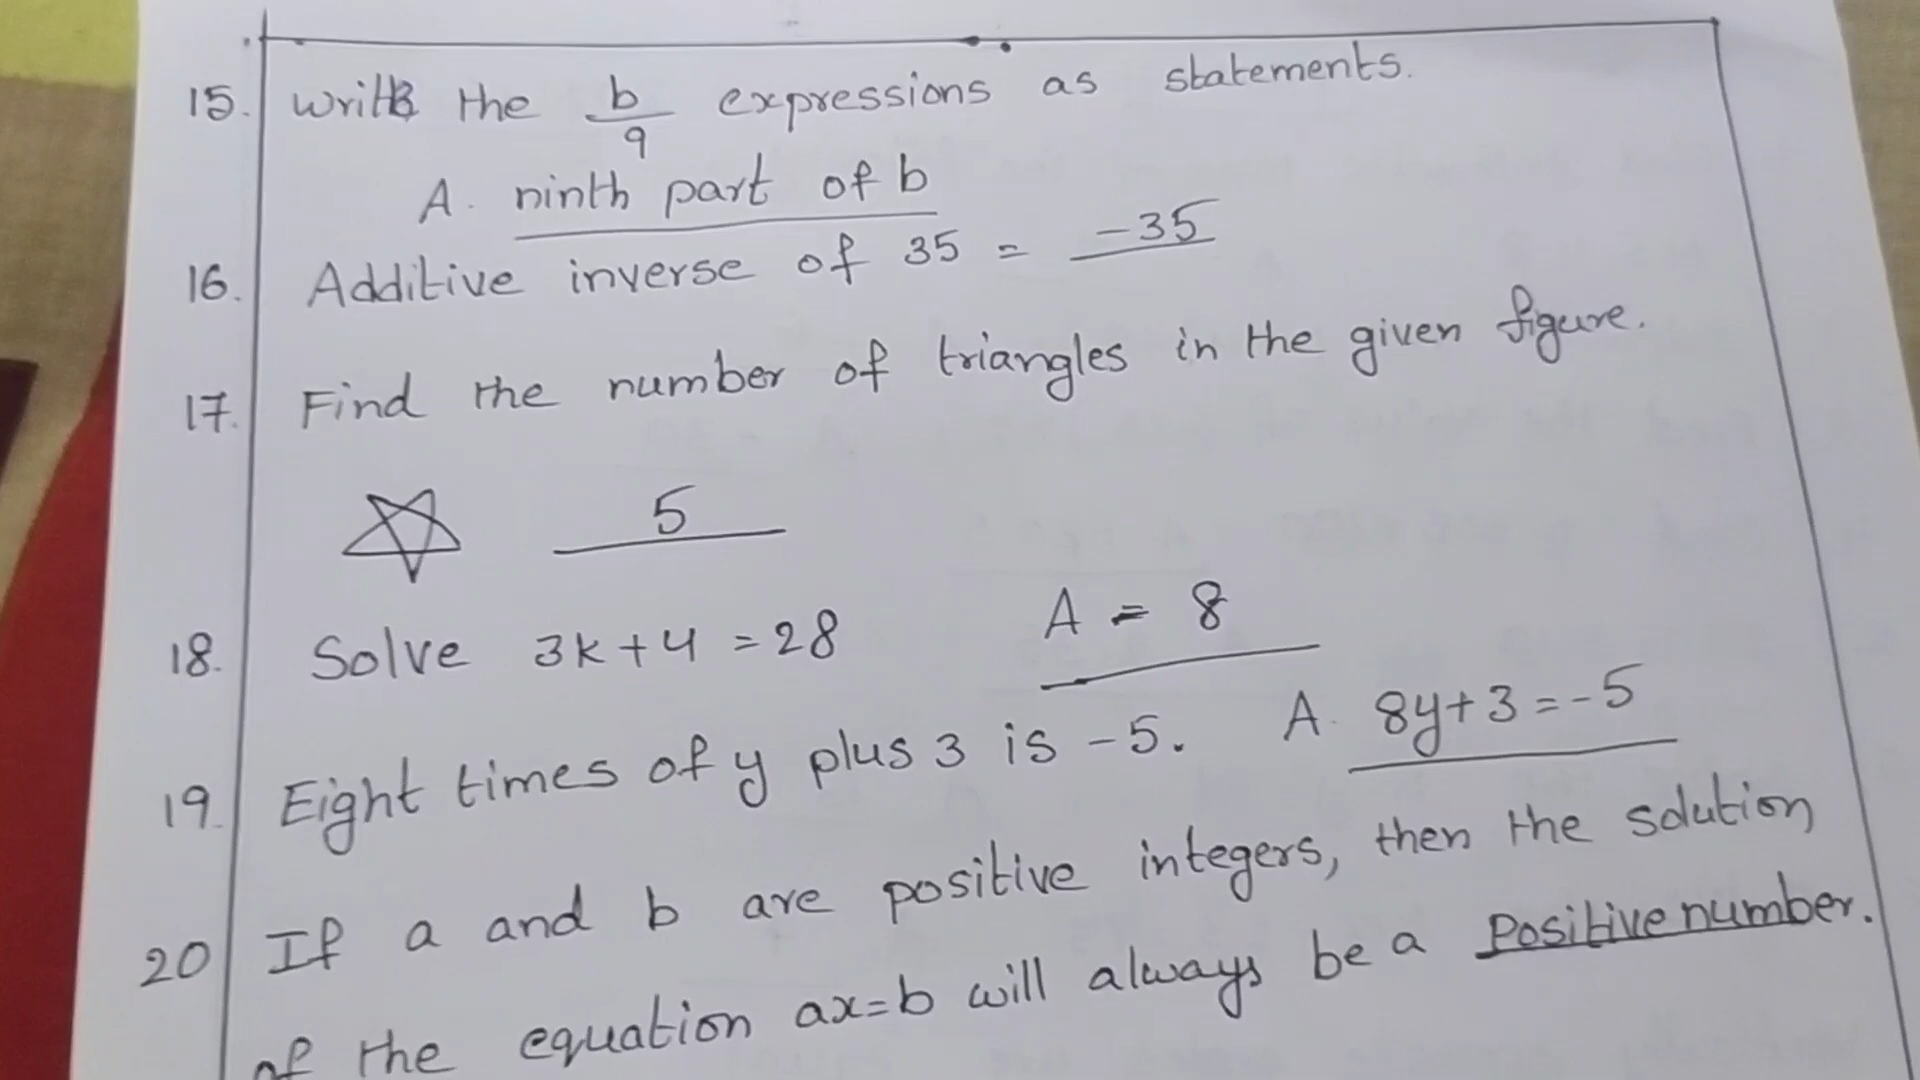 15. Write the b/9 expressions as statements.
A. ninth part of b
16. Additive inverse of 35 = -35
17. Find the number of triangles in the given figure.
5
18. Solve 3k+4 = 28 A = 8
19. Eight times of y plus 3 is -5. A. 8y+3=-5
20 If a and b are positive integers, then the solution
of the equation ax=b will always be a Positive number.